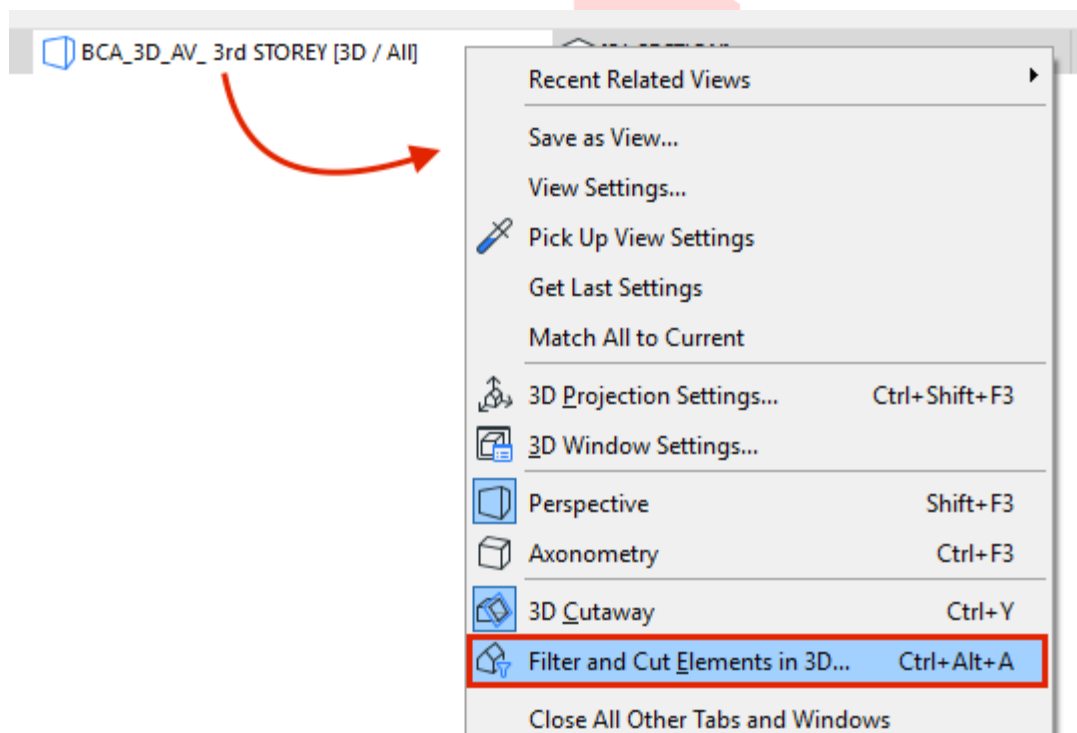 BCA_3D_AV_ 3rd STOREY [3D / All]
Recent Related Views
Save as View...
View Settings...
Pick Up View Settings
Get Last Settings
Match All to Current
3D Projection Settings... Ctrl+Shift+F3
3D Window Settings...
Perspective Shift+F3
Axonometry Ctrl+F3
3D Cutaway Ctrl+Y
Filter and Cut Elements in 3D... Ctrl+Alt+A
Close All Other Tabs and Windows